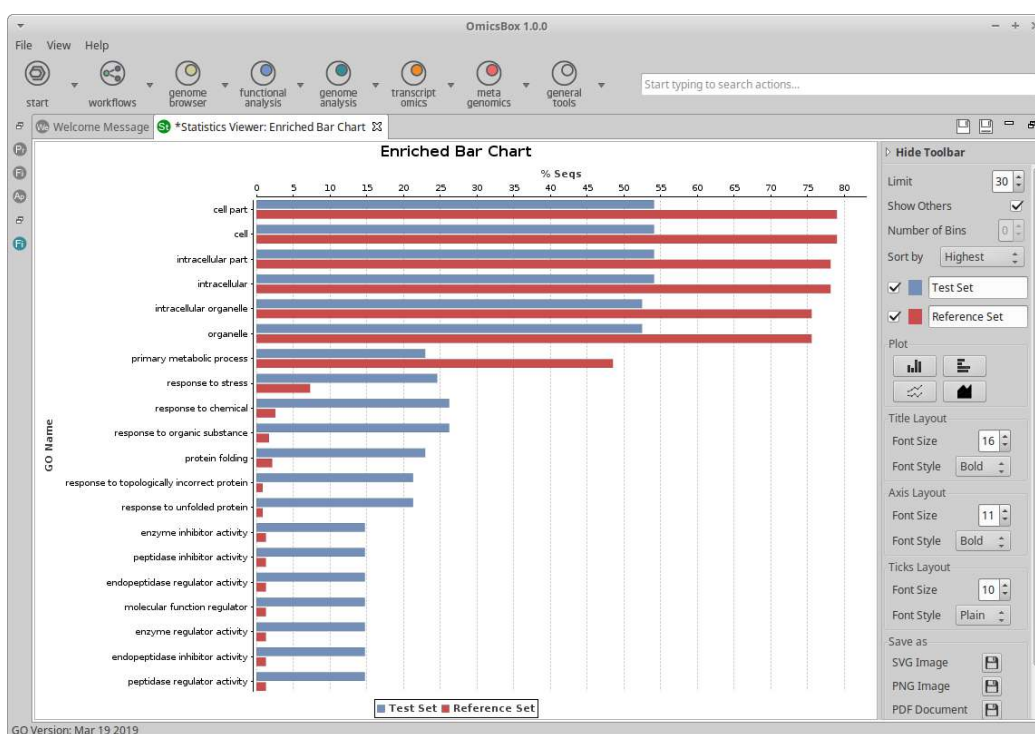 OmicsBox 1.0.0
File View Help
start
workflows
genome browser
functional analysis
genome analysis
transcript omics
meta genomics
general tools
Start typing to search actions...
Welcome Message
*Statistics Viewer: Enriched Bar Chart
Enriched Bar Chart
% Seqs
0 5 10 15 20 25 30 35 40 45 50 55 60 65 70 75 80
GO Name
cell part
cell
intracellular part
intracellular
intracellular organelle
organelle
primary metabolic process
response to stress
response to chemical
response to organic substance
protein folding
response to topologically incorrect protein
response to unfolded protein
enzyme inhibitor activity
peptidase inhibitor activity
endopeptidase regulator activity
molecular function regulator
enzyme regulator activity
endopeptidase inhibitor activity
peptidase regulator activity
Test Set Reference Set
Hide Toolbar
Limit 30
Show Others
Number of Bins 0
Sort by Highest
Test Set
Reference Set
Plot
Title Layout
Font Size 16
Font Style Bold
Axis Layout
Font Size 11
Font Style Bold
Ticks Layout
Font Size 10
Font Style Plain
Save as
SVG Image
PNG Image
PDF Document
GO Version: Mar 19 2019